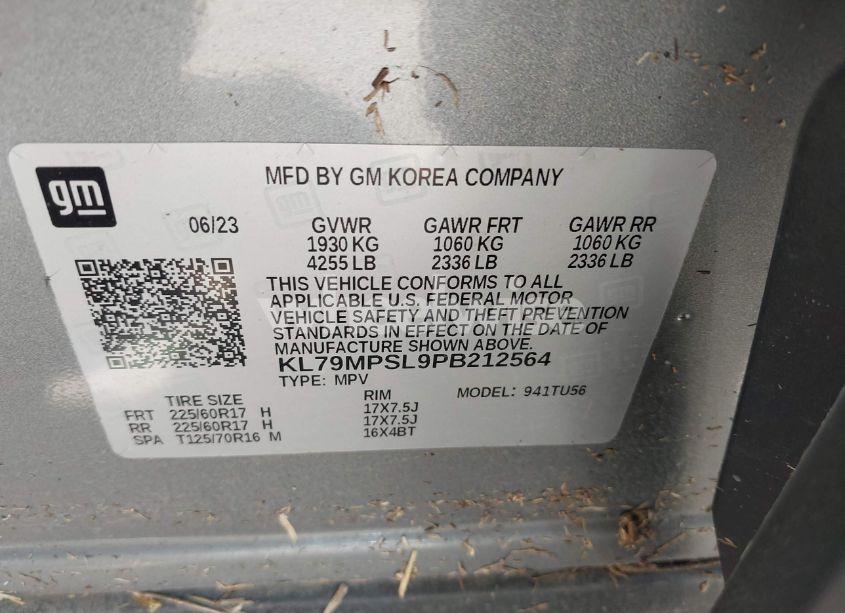 gm
MFD BY GM KOREA COMPANY
06/23 GVWR GAWR FRT GAWR RR
1930 KG 1060 KG 1060 KG
4255 LB 2336 LB 2336 LB
THIS VEHICLE CONFORMS TO ALL
APPLICABLE U.S. FEDERAL MOTOR
VEHICLE SAFETY AND THEFT PREVENTION
STANDARDS IN EFFECT ON THE DATE OF
MANUFACTURE SHOWN ABOVE.
KL79MPSL9PB212564
TYPE: MPV MODEL: 941TU56
TIRE SIZE RIM
FRT 225/60R17 H 17X7.5J
RR 225/60R17 H 17X7.5J
SPA T125/70R16 M 16X4BT